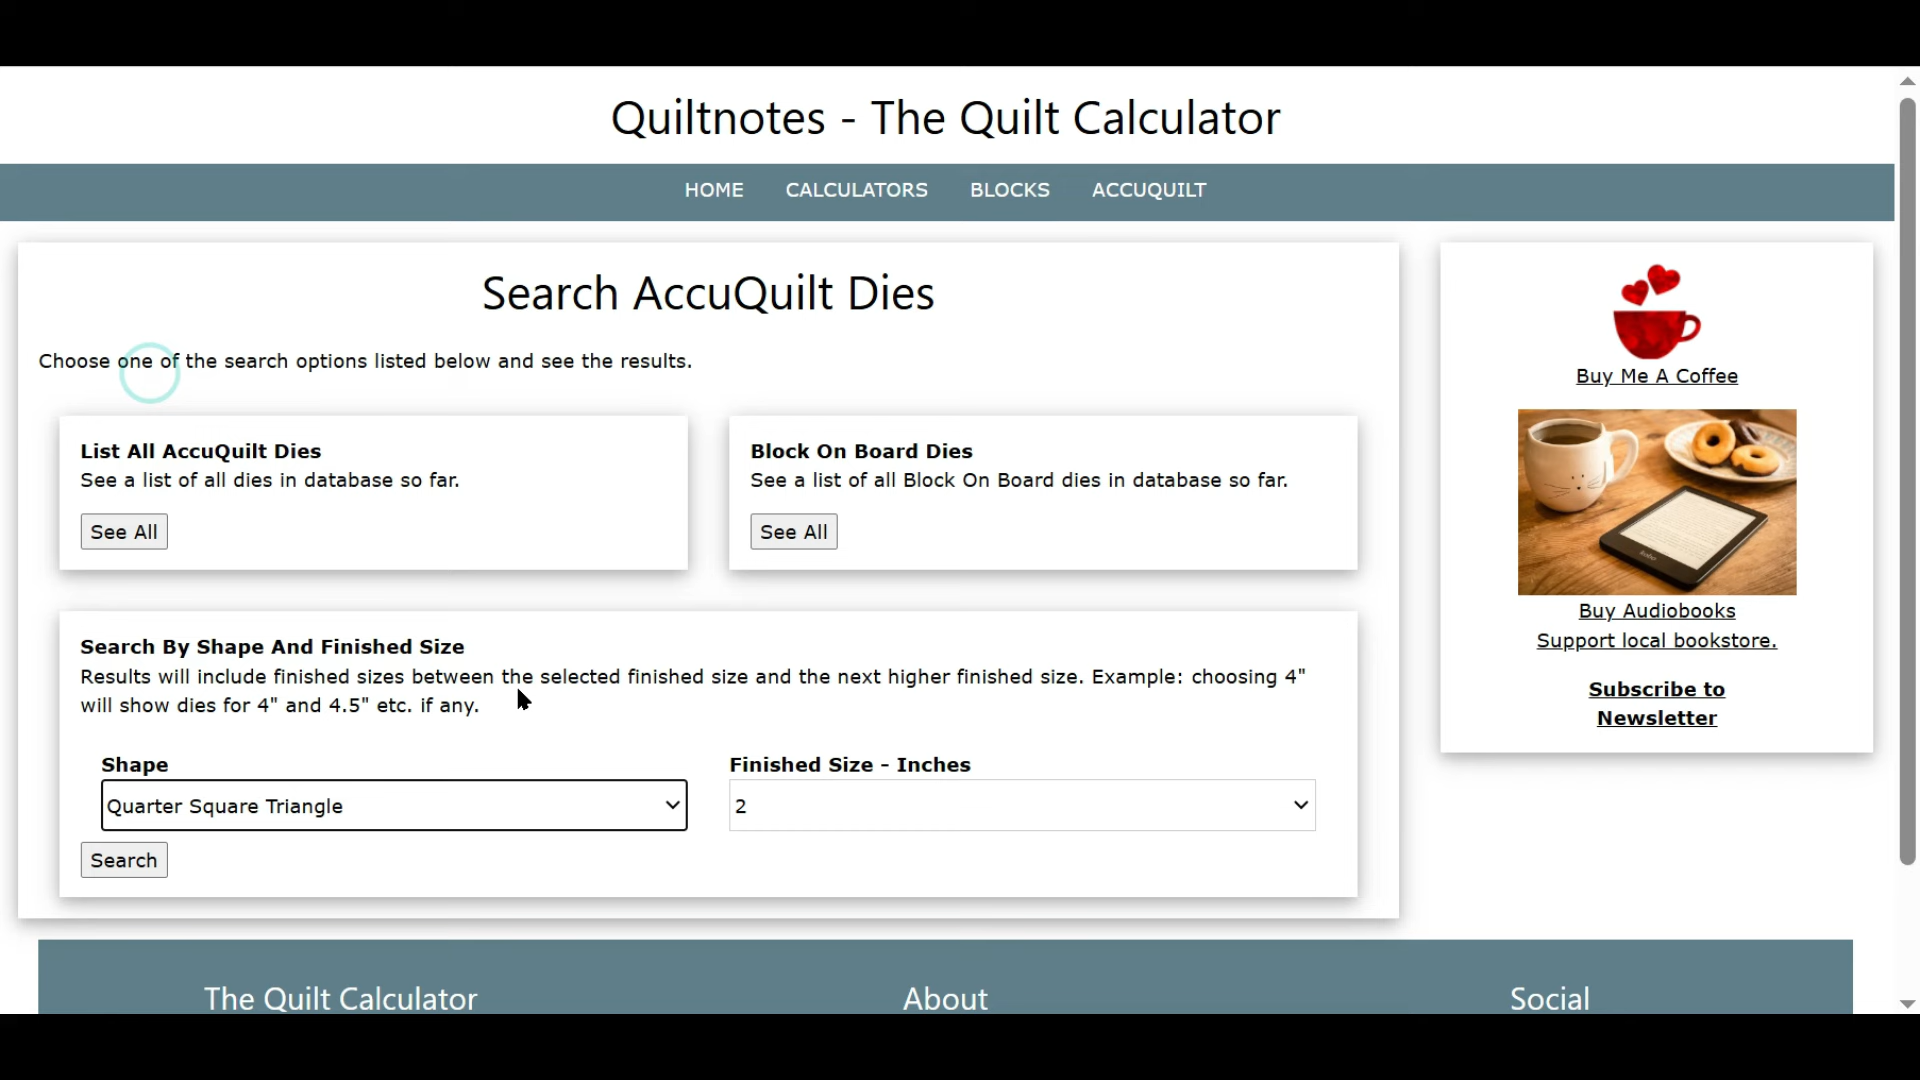 Quiltnotes - The Quilt Calculator
HOME CALCULATORS BLOCKS ACCUQUILT
Search AccuQuilt Dies
Choose one of the search options listed below and see the results.
List All AccuQuilt Dies
See a list of all dies in database so far.
See All
Block On Board Dies
See a list of all Block On Board dies in database so far.
See All
Search By Shape And Finished Size
Results will include finished sizes between the selected finished size and the next higher finished size. Example: choosing 4"
will show dies for 4" and 4.5" etc. if any.
Shape
Quarter Square Triangle
Finished Size - Inches
2
Search
Buy Me A Coffee
kobo
Buy Audiobooks
Support local bookstore.
Subscribe to
Newsletter
The Quilt Calculator
About
Social